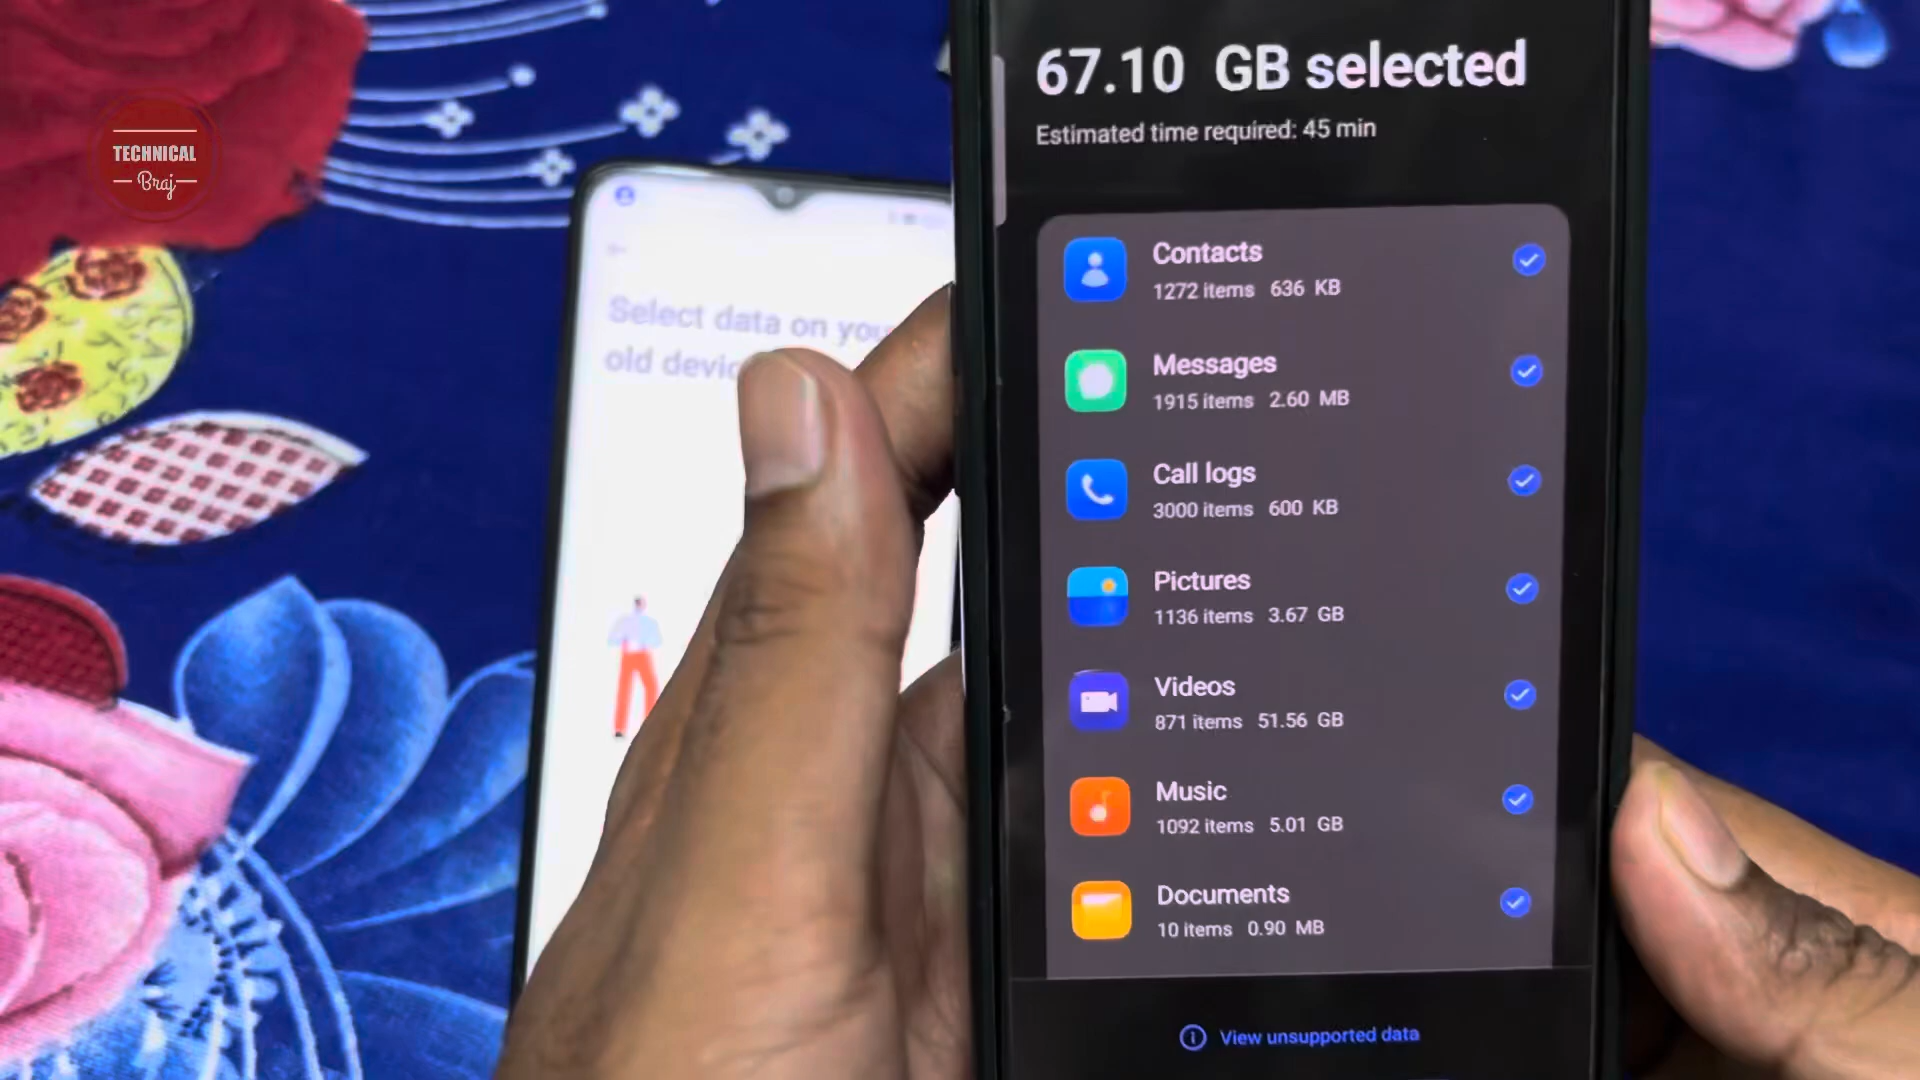 TECHNICAL
Braj
Select data on you
old devic
67.10 GB selected
Estimated time required: 45 min
Contacts
1272 items 636 KB
Messages
1915 items 2.60 MB
Call logs
3000 items 600 KB
Pictures
1136 items 3.67 GB
Videos
871 items 51.56 GB
Music
1092 items 5.01 GB
Documents
10 items 0.90 MB
View unsupported data